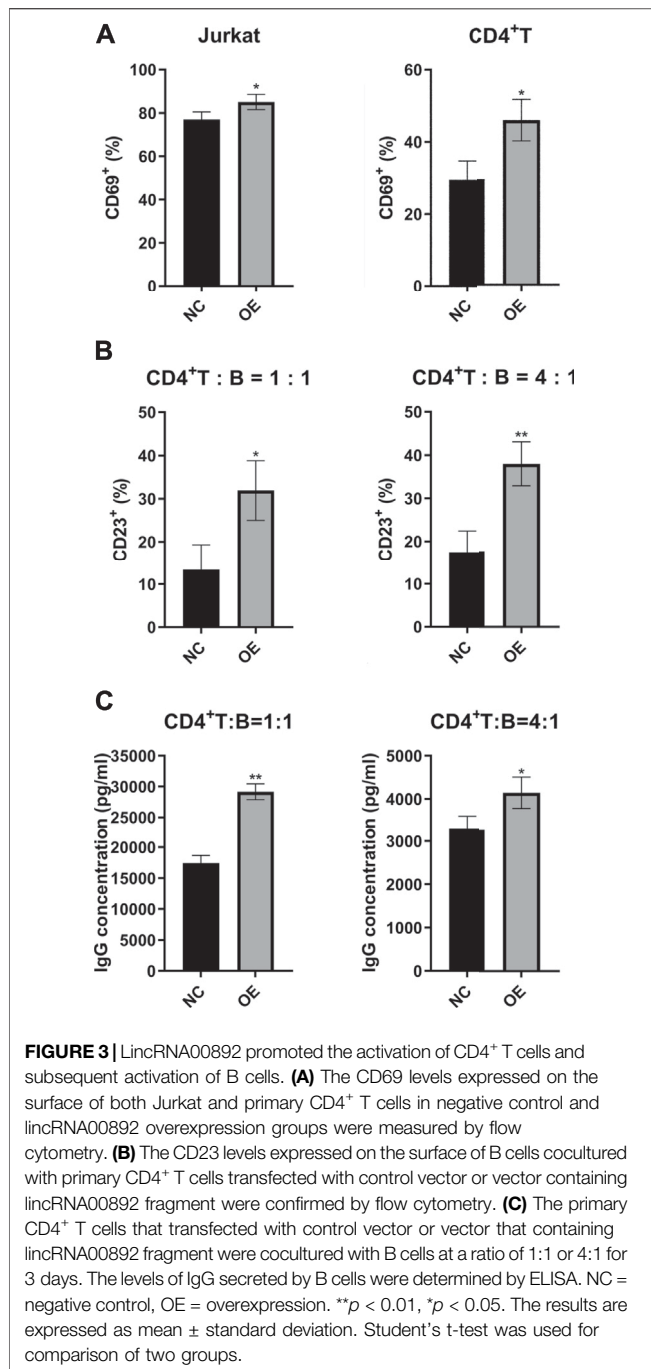 A
Jurkat
CD4+T
CD69+ (%)
100
80
60
40
20
0
*
NC
OE
CD69+ (%)
60
40
20
0
*
NC
OE
B
CD4+T : B = 1 : 1
CD4+T : B = 4 : 1
CD23+ (%)
50
40
30
20
10
0
*
NC
OE
CD23+ (%)
50
40
30
20
10
0
**
NC
OE
C
CD4+T:B=1:1
CD4+T:B=4:1
IgG concentration (pg/ml)
35000
30000
25000
20000
15000
10000
5000
0
**
NC
OE
IgG concentration (pg/ml)
5000
4000
3000
2000
1000
0
*
NC
OE
FIGURE 3 | LincRNA00892 promoted the activation of CD4+ T cells and
subsequent activation of B cells. (A) The CD69 levels expressed on the
surface of both Jurkat and primary CD4+ T cells in negative control and
lincRNA00892 overexpression groups were measured by flow
cytometry. (B) The CD23 levels expressed on the surface of B cells cocultured
with primary CD4+ T cells transfected with control vector or vector containing
lincRNA00892 fragment were confirmed by flow cytometry. (C) The primary
CD4+ T cells that transfected with control vector or vector that containing
lincRNA00892 fragment were cocultured with B cells at a ratio of 1:1 or 4:1 for
3 days. The levels of IgG secreted by B cells were determined by ELISA. NC =
negative control, OE = overexpression. **p < 0.01, *p < 0.05. The results are
expressed as mean ± standard deviation. Student's t-test was used for
comparison of two groups.